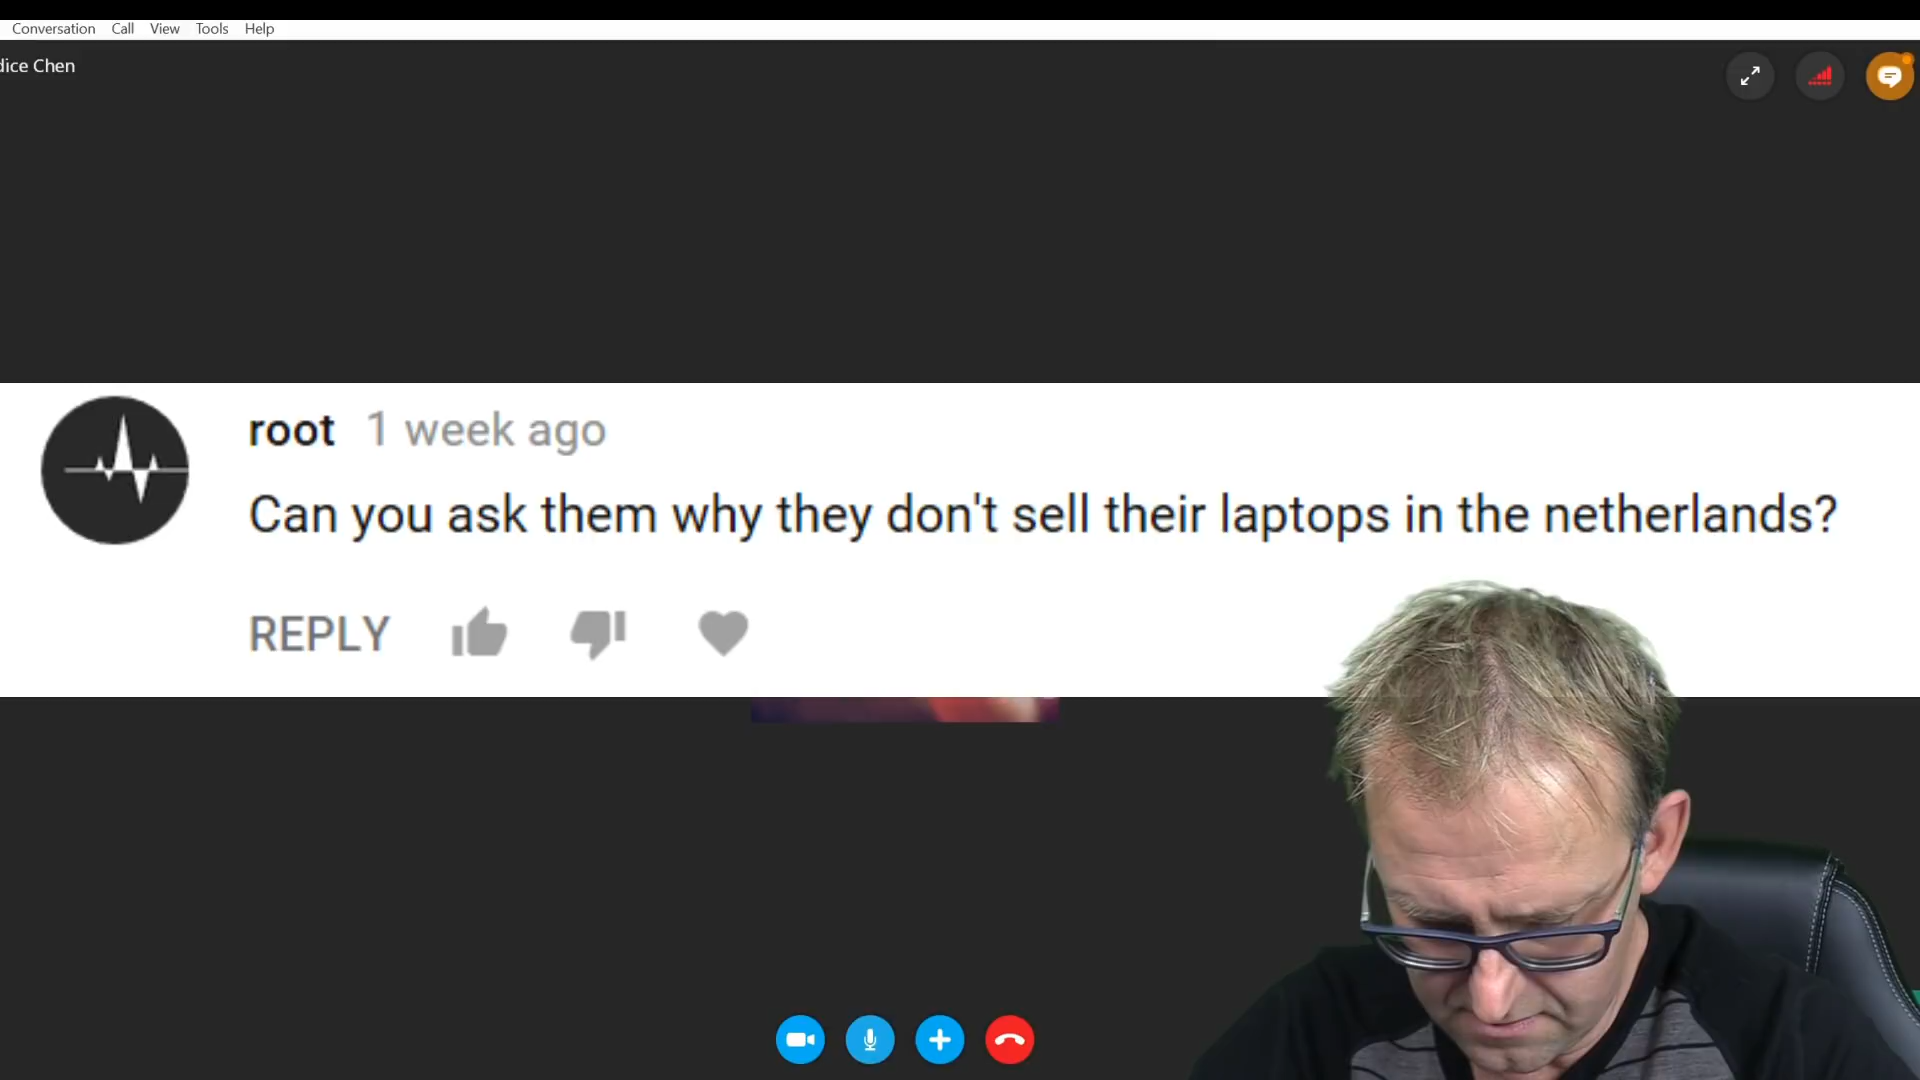 Conversation Call View Tools Help
dice Chen
root 1 week ago
Can you ask them why they don't sell their laptops in the netherlands?
REPLY